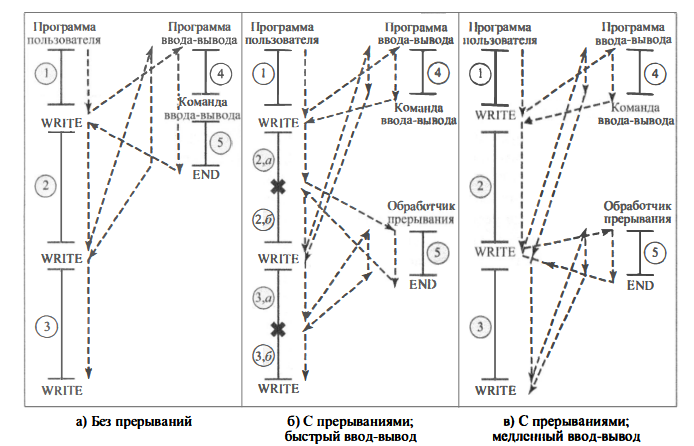 Программа
пользователя
Программа
ввода-вывода
1
4
Команда
ввода-вывода
WRITE
5
2
END
WRITE
3
WRITE
а) Без прерываний
Программа
пользователя
Программа
ввода-вывода
1
4
Команда
ввода-вывода
WRITE
2,а
Обработчик
прерывания
2,б
5
WRITE
END
3,а
3,б
WRITE
б) С прерываниями;
быстрый ввод-вывод
Программа
пользователя
Программа
ввода-вывода
1
4
Команда
ввода-вывода
WRITE
2
Обработчик
прерывания
5
WRITE
END
3
WRITE
в) С прерываниями;
медленный ввод-вывод